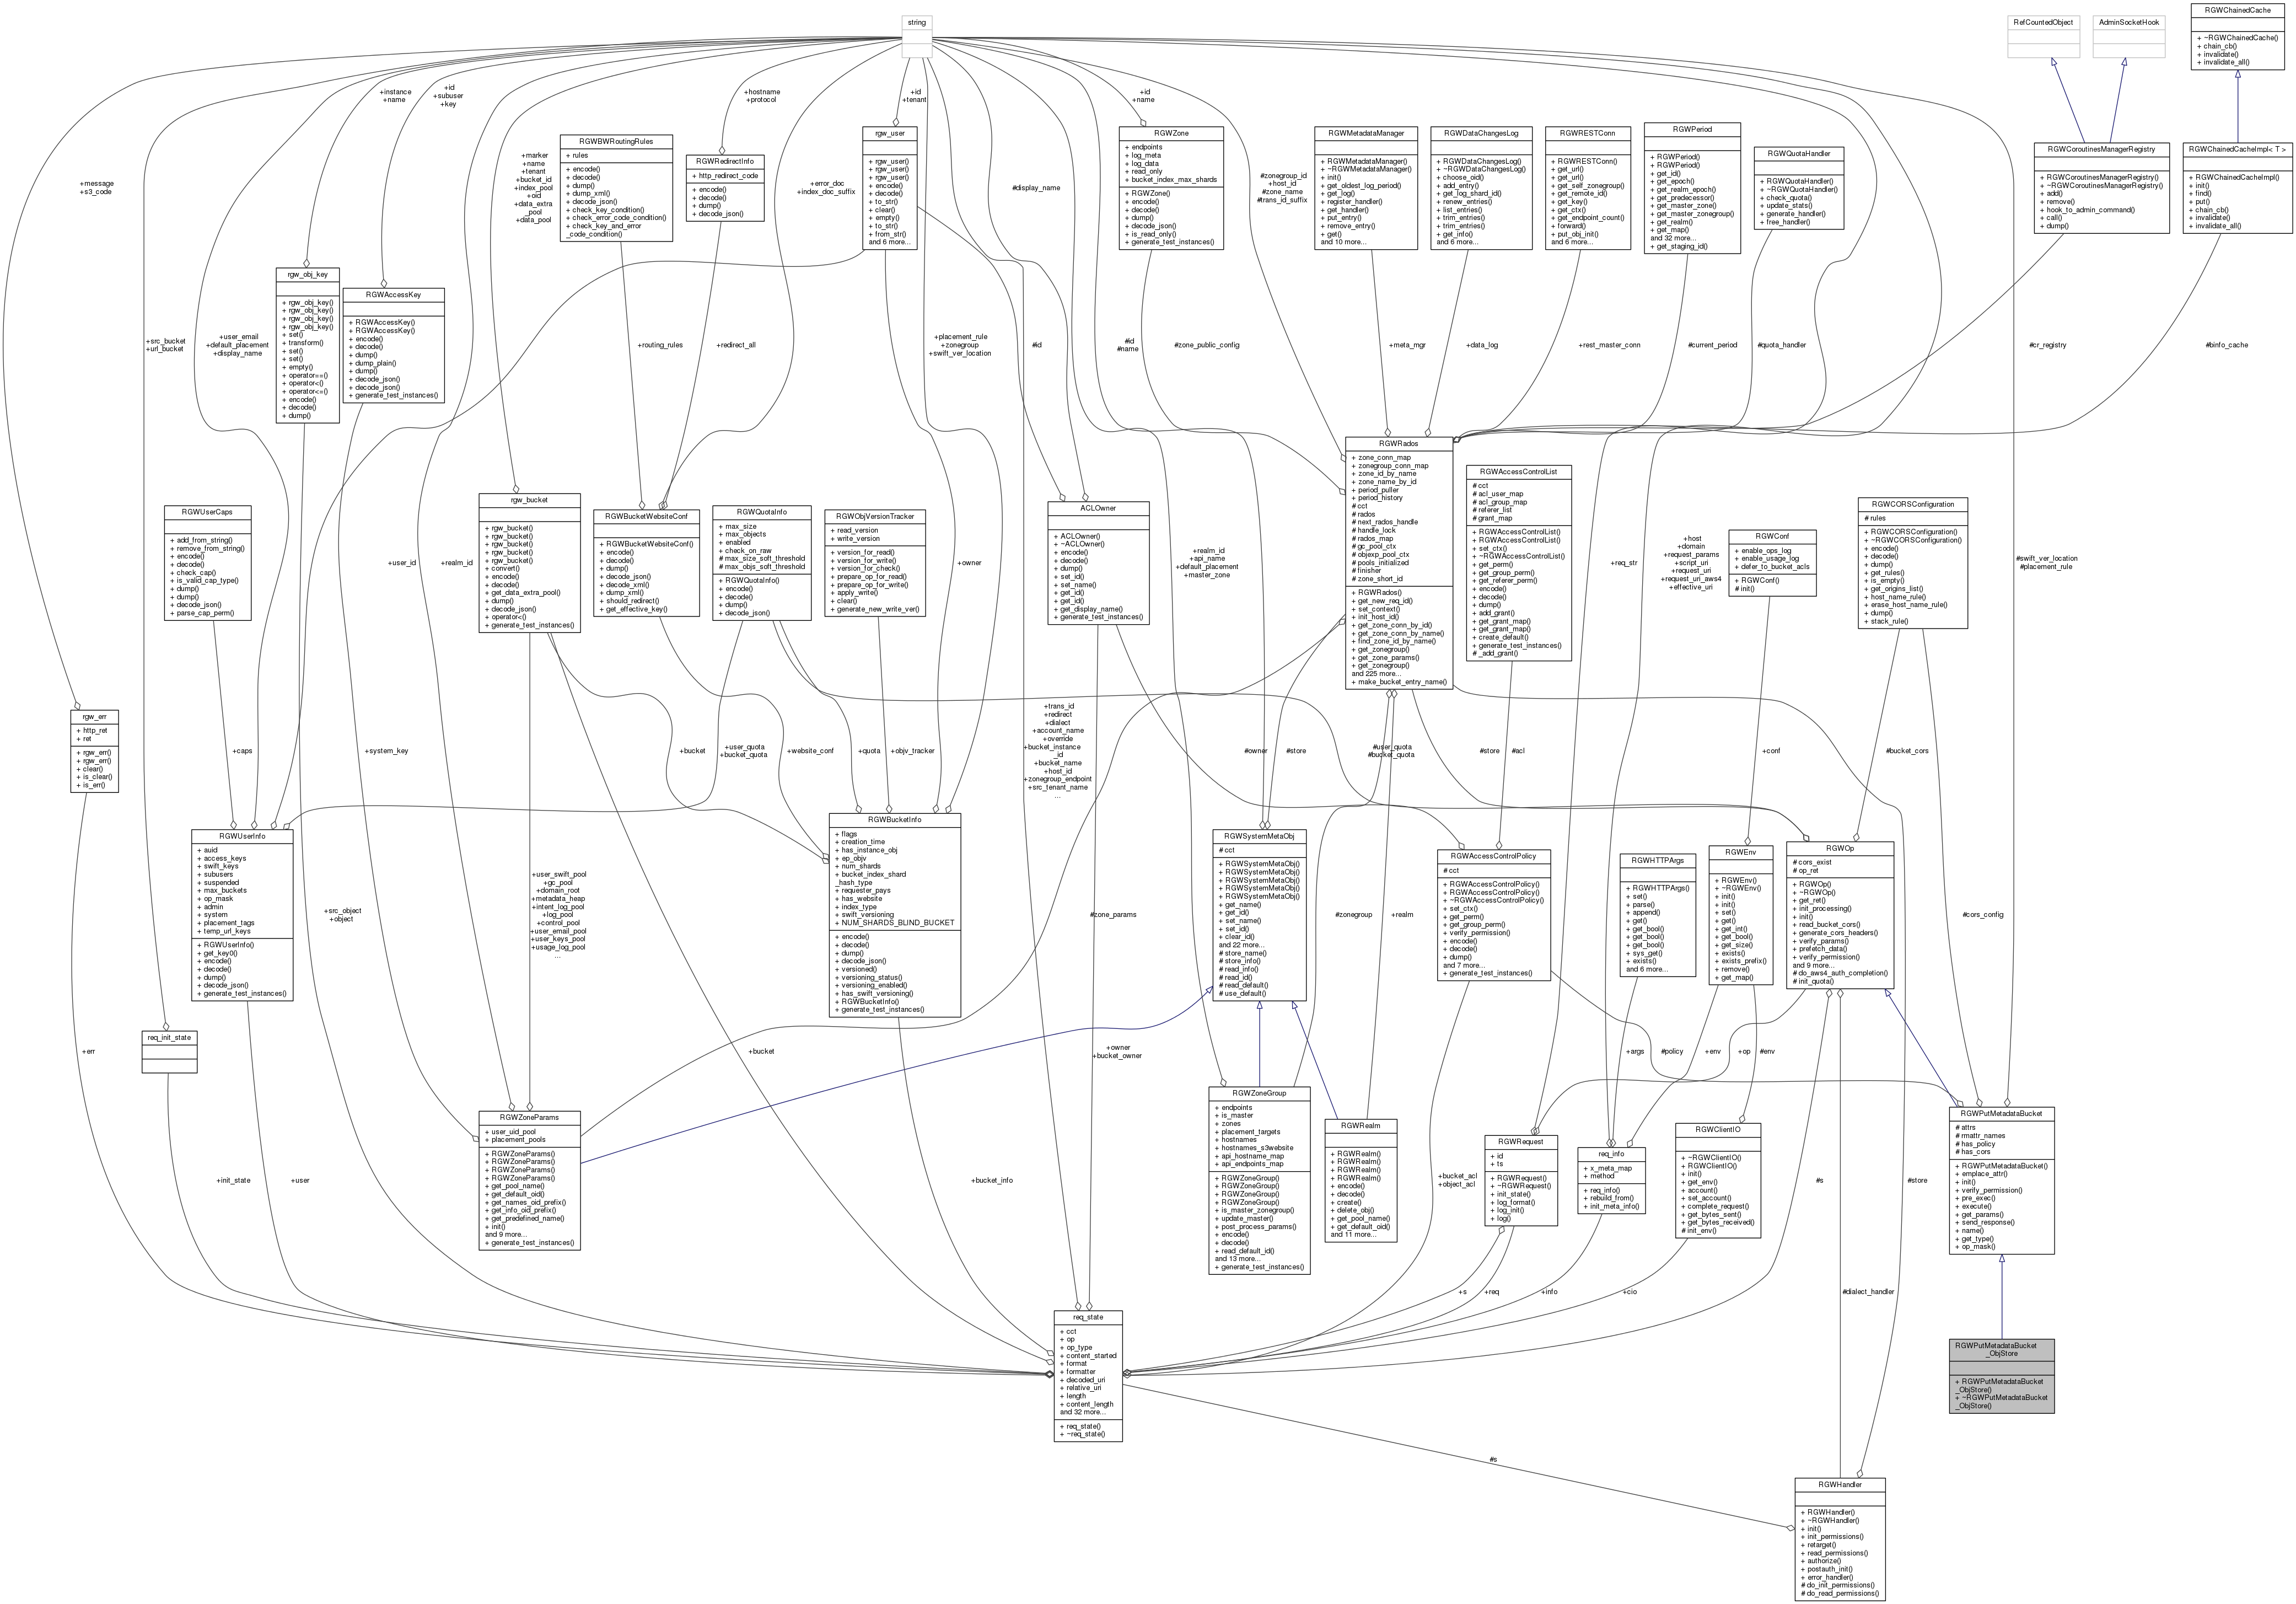 string
RefCountedObject
AdminSocketHook
RGWChainedCache
+ ~RGWChainedCache()
+ chain_cb()
+ invalidate()
+ invalidate_all()
+message
+s3_code
+instance
+name
+id
+subuser
+key
+hostname
+protocol
+id
+tenant
+id
+name
RGWBWRoutingRules
+ rules
+ encode()
+ decode()
+ dump()
+ dump_xml()
+ decode_json()
+ check_key_condition()
+ check_error_code_condition()
+ check_key_and_error
_code_condition()
RGWRedirectInfo
+ http_redirect_code
+ encode()
+ decode()
+ dump()
+ decode_json()
rgw_user
+ rgw_user()
+ rgw_user()
+ rgw_user()
+ encode()
+ decode()
+ to_str()
+ clear()
+ empty()
+ to_str()
+ from_str()
and 6 more...
RGWZone
+ endpoints
+ log_meta
+ log_data
+ read_only
+ bucket_index_max_shards
+ RGWZone()
+ encode()
+ decode()
+ dump()
+ decode_json()
+ is_read_only()
+ generate_test_instances()
RGWMetadataManager
+ RGWMetadataManager()
+ ~RGWMetadataManager()
+ init()
+ get_oldest_log_period()
+ get_log()
+ register_handler()
+ get_handler()
+ put_entry()
+ remove_entry()
+ get()
and 10 more...
RGWDataChangesLog
+ RGWDataChangesLog()
+ ~RGWDataChangesLog()
+ choose_oid()
+ add_entry()
+ get_log_shard_id()
+ renew_entries()
+ list_entries()
+ trim_entries()
+ trim_entries()
+ get_info()
and 6 more...
RGWRESTConn
+ RGWRESTConn()
+ get_url()
+ get_url()
+ get_self_zonegroup()
+ get_remote_id()
+ get_key()
+ get_ctx()
+ get_endpoint_count()
+ forward()
+ put_obj_init()
and 6 more...
RGWPeriod
+ RGWPeriod()
+ RGWPeriod()
+ get_id()
+ get_epoch()
+ get_realm_epoch()
+ get_predecessor()
+ get_master_zone()
+ get_master_zonegroup()
+ get_realm()
+ get_map()
and 32 more...
+ get_staging_id()
RGWQuotaHandler
+ RGWQuotaHandler()
+ ~RGWQuotaHandler()
+ check_quota()
+ update_stats()
+ generate_handler()
+ free_handler()
RGWCoroutinesManagerRegistry
+ RGWCoroutinesManagerRegistry()
+ ~RGWCoroutinesManagerRegistry()
+ add()
+ remove()
+ hook_to_admin_command()
+ call()
+ dump()
RGWChainedCacheImpl< T >
+ RGWChainedCacheImpl()
+ init()
+ find()
+ put()
+ chain_cb()
+ invalidate()
+ invalidate_all()
+marker
+name
+tenant
+bucket_id
+index_pool
+oid
+data_extra
_pool
+data_pool
+error_doc
+index_doc_suffix
#display_name
#zonegroup_id
+host_id
#zone_name
#trans_id_suffix
rgw_obj_key
+ rgw_obj_key()
+ rgw_obj_key()
+ rgw_obj_key()
+ rgw_obj_key()
+ set()
+ transform()
+ set()
+ set()
+ empty()
+ operator==()
+ operator<()
+ operator<=()
+ encode()
+ decode()
+ dump()
RGWAccessKey
+ RGWAccessKey()
+ RGWAccessKey()
+ encode()
+ decode()
+ dump()
+ dump_plain()
+ dump()
+ decode_json()
+ decode_json()
+ generate_test_instances()
+src_bucket
+url_bucket
+user_email
+default_placement
+display_name
+routing_rules
+redirect_all
+placement_rule
+zonegroup
+swift_ver_location
#id
#id
#name
#zone_public_config
+meta_mgr
+data_log
+rest_master_conn
#current_period
#quota_handler
#cr_registry
#binfo_cache
RGWUserCaps
+ add_from_string()
+ remove_from_string()
+ encode()
+ decode()
+ check_cap()
+ is_valid_cap_type()
+ dump()
+ dump()
+ decode_json()
+ parse_cap_perm()
+user_id
+realm_id
rgw_bucket
+ rgw_bucket()
+ rgw_bucket()
+ rgw_bucket()
+ rgw_bucket()
+ rgw_bucket()
+ convert()
+ encode()
+ decode()
+ get_data_extra_pool()
+ dump()
+ decode_json()
+ operator<()
+ generate_test_instances()
RGWBucketWebsiteConf
+ RGWBucketWebsiteConf()
+ encode()
+ decode()
+ dump()
+ decode_json()
+ decode_xml()
+ dump_xml()
+ should_redirect()
+ get_effective_key()
RGWQuotaInfo
+ max_size
+ max_objects
+ enabled
+ check_on_raw
# max_size_soft_threshold
# max_objs_soft_threshold
+ RGWQuotaInfo()
+ encode()
+ decode()
+ dump()
+ decode_json()
RGWObjVersionTracker
+ read_version
+ write_version
+ version_for_read()
+ version_for_write()
+ version_for_check()
+ prepare_op_for_read()
+ prepare_op_for_write()
+ apply_write()
+ clear()
+ generate_new_write_ver()
+owner
ACLOwner
+ ACLOwner()
+ ~ACLOwner()
+ encode()
+ decode()
+ dump()
+ set_id()
+ set_name()
+ get_id()
+ get_id()
+ get_display_name()
+ generate_test_instances()
+realm_id
+api_name
+default_placement
+master_zone
RGWRados
+ zone_conn_map
+ zonegroup_conn_map
+ zone_id_by_name
+ zone_name_by_id
+ period_puller
+ period_history
# cct
# rados
# next_rados_handle
# handle_lock
# rados_map
# gc_pool_ctx
# objexp_pool_ctx
# pools_initialized
# finisher
# zone_short_id
+ RGWRados()
+ get_new_req_id()
+ set_context()
+ init_host_id()
+ get_zone_conn_by_id()
+ get_zone_conn_by_name()
+ find_zone_id_by_name()
+ get_zonegroup()
+ get_zone_params()
+ get_zonegroup()
and 225 more...
+ make_bucket_entry_name()
RGWAccessControlList
# cct
# acl_user_map
# acl_group_map
# referer_list
# grant_map
+ RGWAccessControlList()
+ RGWAccessControlList()
+ set_ctx()
+ ~RGWAccessControlList()
+ get_perm()
+ get_group_perm()
+ get_referer_perm()
+ encode()
+ decode()
+ dump()
+ add_grant()
+ get_grant_map()
+ get_grant_map()
+ create_default()
+ generate_test_instances()
# _add_grant()
+req_str
+host
+domain
+request_params
+script_uri
+request_uri
+request_uri_aws4
+effective_uri
RGWConf
+ enable_ops_log
+ enable_usage_log
+ defer_to_bucket_acls
+ RGWConf()
# init()
RGWCORSConfiguration
# rules
+ RGWCORSConfiguration()
+ ~RGWCORSConfiguration()
+ encode()
+ decode()
+ dump()
+ get_rules()
+ is_empty()
+ get_origins_list()
+ host_name_rule()
+ erase_host_name_rule()
+ dump()
+ stack_rule()
#swift_ver_location
#placement_rule
rgw_err
+ http_ret
+ ret
+ rgw_err()
+ rgw_err()
+ clear()
+ is_clear()
+ is_err()
+caps
+system_key
+bucket
+user_quota
+bucket_quota
+website_conf
+quota
+objv_tracker
+trans_id
+redirect
+dialect
+account_name
+override
+bucket_instance
_id
+bucket_name
+host_id
+zonegroup_endpoint
+src_tenant_name
...
#owner
#store
#user_quota
#bucket_quota
#store
#acl
+conf
#bucket_cors
RGWUserInfo
+ auid
+ access_keys
+ swift_keys
+ subusers
+ suspended
+ max_buckets
+ op_mask
+ admin
+ system
+ placement_tags
+ temp_url_keys
+ RGWUserInfo()
+ get_key0()
+ encode()
+ decode()
+ dump()
+ decode_json()
+ generate_test_instances()
+src_object
+object
+user_swift_pool
+gc_pool
+domain_root
+metadata_heap
+intent_log_pool
+log_pool
+control_pool
+user_email_pool
+user_keys_pool
+usage_log_pool
...
RGWBucketInfo
+ flags
+ creation_time
+ has_instance_obj
+ ep_objv
+ num_shards
+ bucket_index_shard
_hash_type
+ requester_pays
+ has_website
+ index_type
+ swift_versioning
+ NUM_SHARDS_BLIND_BUCKET
+ encode()
+ decode()
+ dump()
+ decode_json()
+ versioned()
+ versioning_status()
+ versioning_enabled()
+ has_swift_versioning()
+ RGWBucketInfo()
+ generate_test_instances()
#zone_params
RGWSystemMetaObj
# cct
+ RGWSystemMetaObj()
+ RGWSystemMetaObj()
+ RGWSystemMetaObj()
+ RGWSystemMetaObj()
+ RGWSystemMetaObj()
+ get_name()
+ get_id()
+ set_name()
+ set_id()
+ clear_id()
and 22 more...
# store_name()
# store_info()
# read_info()
# read_id()
# read_default()
# use_default()
#zonegroup
+realm
RGWAccessControlPolicy
# cct
+ RGWAccessControlPolicy()
+ RGWAccessControlPolicy()
+ ~RGWAccessControlPolicy()
+ set_ctx()
+ get_perm()
+ get_group_perm()
+ verify_permission()
+ encode()
+ decode()
+ dump()
and 7 more...
+ generate_test_instances()
RGWHTTPArgs
+ RGWHTTPArgs()
+ set()
+ parse()
+ append()
+ get()
+ get_bool()
+ get_bool()
+ get_bool()
+ sys_get()
+ exists()
and 6 more...
RGWEnv
+ RGWEnv()
+ ~RGWEnv()
+ init()
+ init()
+ set()
+ get()
+ get_int()
+ get_bool()
+ get_size()
+ exists()
+ exists_prefix()
+ remove()
+ get_map()
RGWOp
# cors_exist
# op_ret
+ RGWOp()
+ ~RGWOp()
+ get_ret()
+ init_processing()
+ init()
+ read_bucket_cors()
+ generate_cors_headers()
+ verify_params()
+ prefetch_data()
+ verify_permission()
and 9 more...
# do_aws4_auth_completion()
# init_quota()
#cors_config
req_init_state
+err
+bucket
+owner
+bucket_owner
+args
#policy
+env
+op
#env
RGWZoneParams
+ user_uid_pool
+ placement_pools
+ RGWZoneParams()
+ RGWZoneParams()
+ RGWZoneParams()
+ RGWZoneParams()
+ get_pool_name()
+ get_default_oid()
+ get_names_oid_prefix()
+ get_info_oid_prefix()
+ get_predefined_name()
+ init()
and 9 more...
+ generate_test_instances()
RGWZoneGroup
+ endpoints
+ is_master
+ zones
+ placement_targets
+ hostnames
+ hostnames_s3website
+ api_hostname_map
+ api_endpoints_map
+ RGWZoneGroup()
+ RGWZoneGroup()
+ RGWZoneGroup()
+ RGWZoneGroup()
+ is_master_zonegroup()
+ update_master()
+ post_process_params()
+ encode()
+ decode()
+ read_default_id()
and 13 more...
+ generate_test_instances()
RGWRealm
+ RGWRealm()
+ RGWRealm()
+ RGWRealm()
+ RGWRealm()
+ encode()
+ decode()
+ create()
+ delete_obj()
+ get_pool_name()
+ get_default_oid()
and 11 more...
RGWRequest
+ id
+ ts
+ RGWRequest()
+ ~RGWRequest()
+ init_state()
+ log_format()
+ log_init()
+ log()
req_info
+ x_meta_map
+ method
+ req_info()
+ rebuild_from()
+ init_meta_info()
RGWClientIO
+ ~RGWClientIO()
+ RGWClientIO()
+ init()
+ get_env()
+ account()
+ set_account()
+ complete_request()
+ get_bytes_sent()
+ get_bytes_received()
# init_env()
RGWPutMetadataBucket
# attrs
# rmattr_names
# has_policy
# has_cors
+ RGWPutMetadataBucket()
+ emplace_attr()
+ init()
+ verify_permission()
+ pre_exec()
+ execute()
+ get_params()
+ send_response()
+ name()
+ get_type()
+ op_mask()
+init_state
+user
+bucket_info
+bucket_acl
+object_acl
#s
#store
+s
+req
+info
+cio
#dialect_handler
req_state
+ cct
+ op
+ op_type
+ content_started
+ format
+ formatter
+ decoded_uri
+ relative_uri
+ length
+ content_length
and 32 more...
+ req_state()
+ ~req_state()
RGWPutMetadataBucket
_ObjStore
+ RGWPutMetadataBucket
_ObjStore()
+ ~RGWPutMetadataBucket
_ObjStore()
#s
RGWHandler
+ RGWHandler()
+ ~RGWHandler()
+ init()
+ init_permissions()
+ retarget()
+ read_permissions()
+ authorize()
+ postauth_init()
+ error_handler()
# do_init_permissions()
# do_read_permissions()